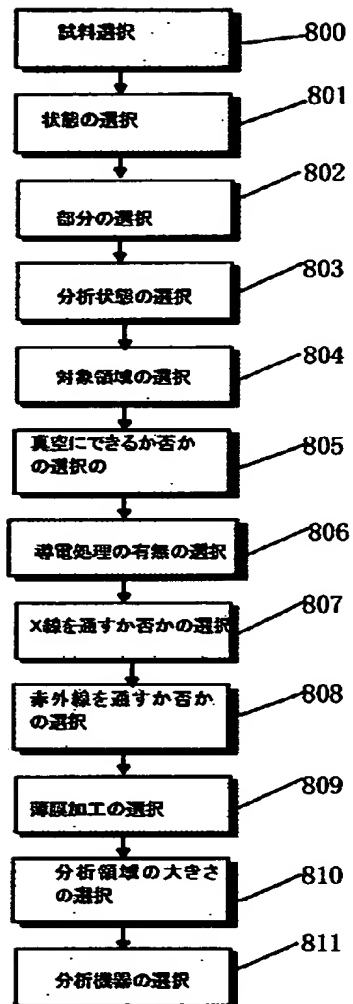 試料選択
800
状態の選択
801
部分の選択
802
分析状態の選択
803
対象領域の選択
804
真空にできるか否か
の選択の
805
導電処理の有無の選択
806
X線を通すか否かの選択
807
赤外線を通すか否か
の選択
808
薄膜加工の選択
809
分析領域の大きさ
の選択
810
分析機器の選択
811